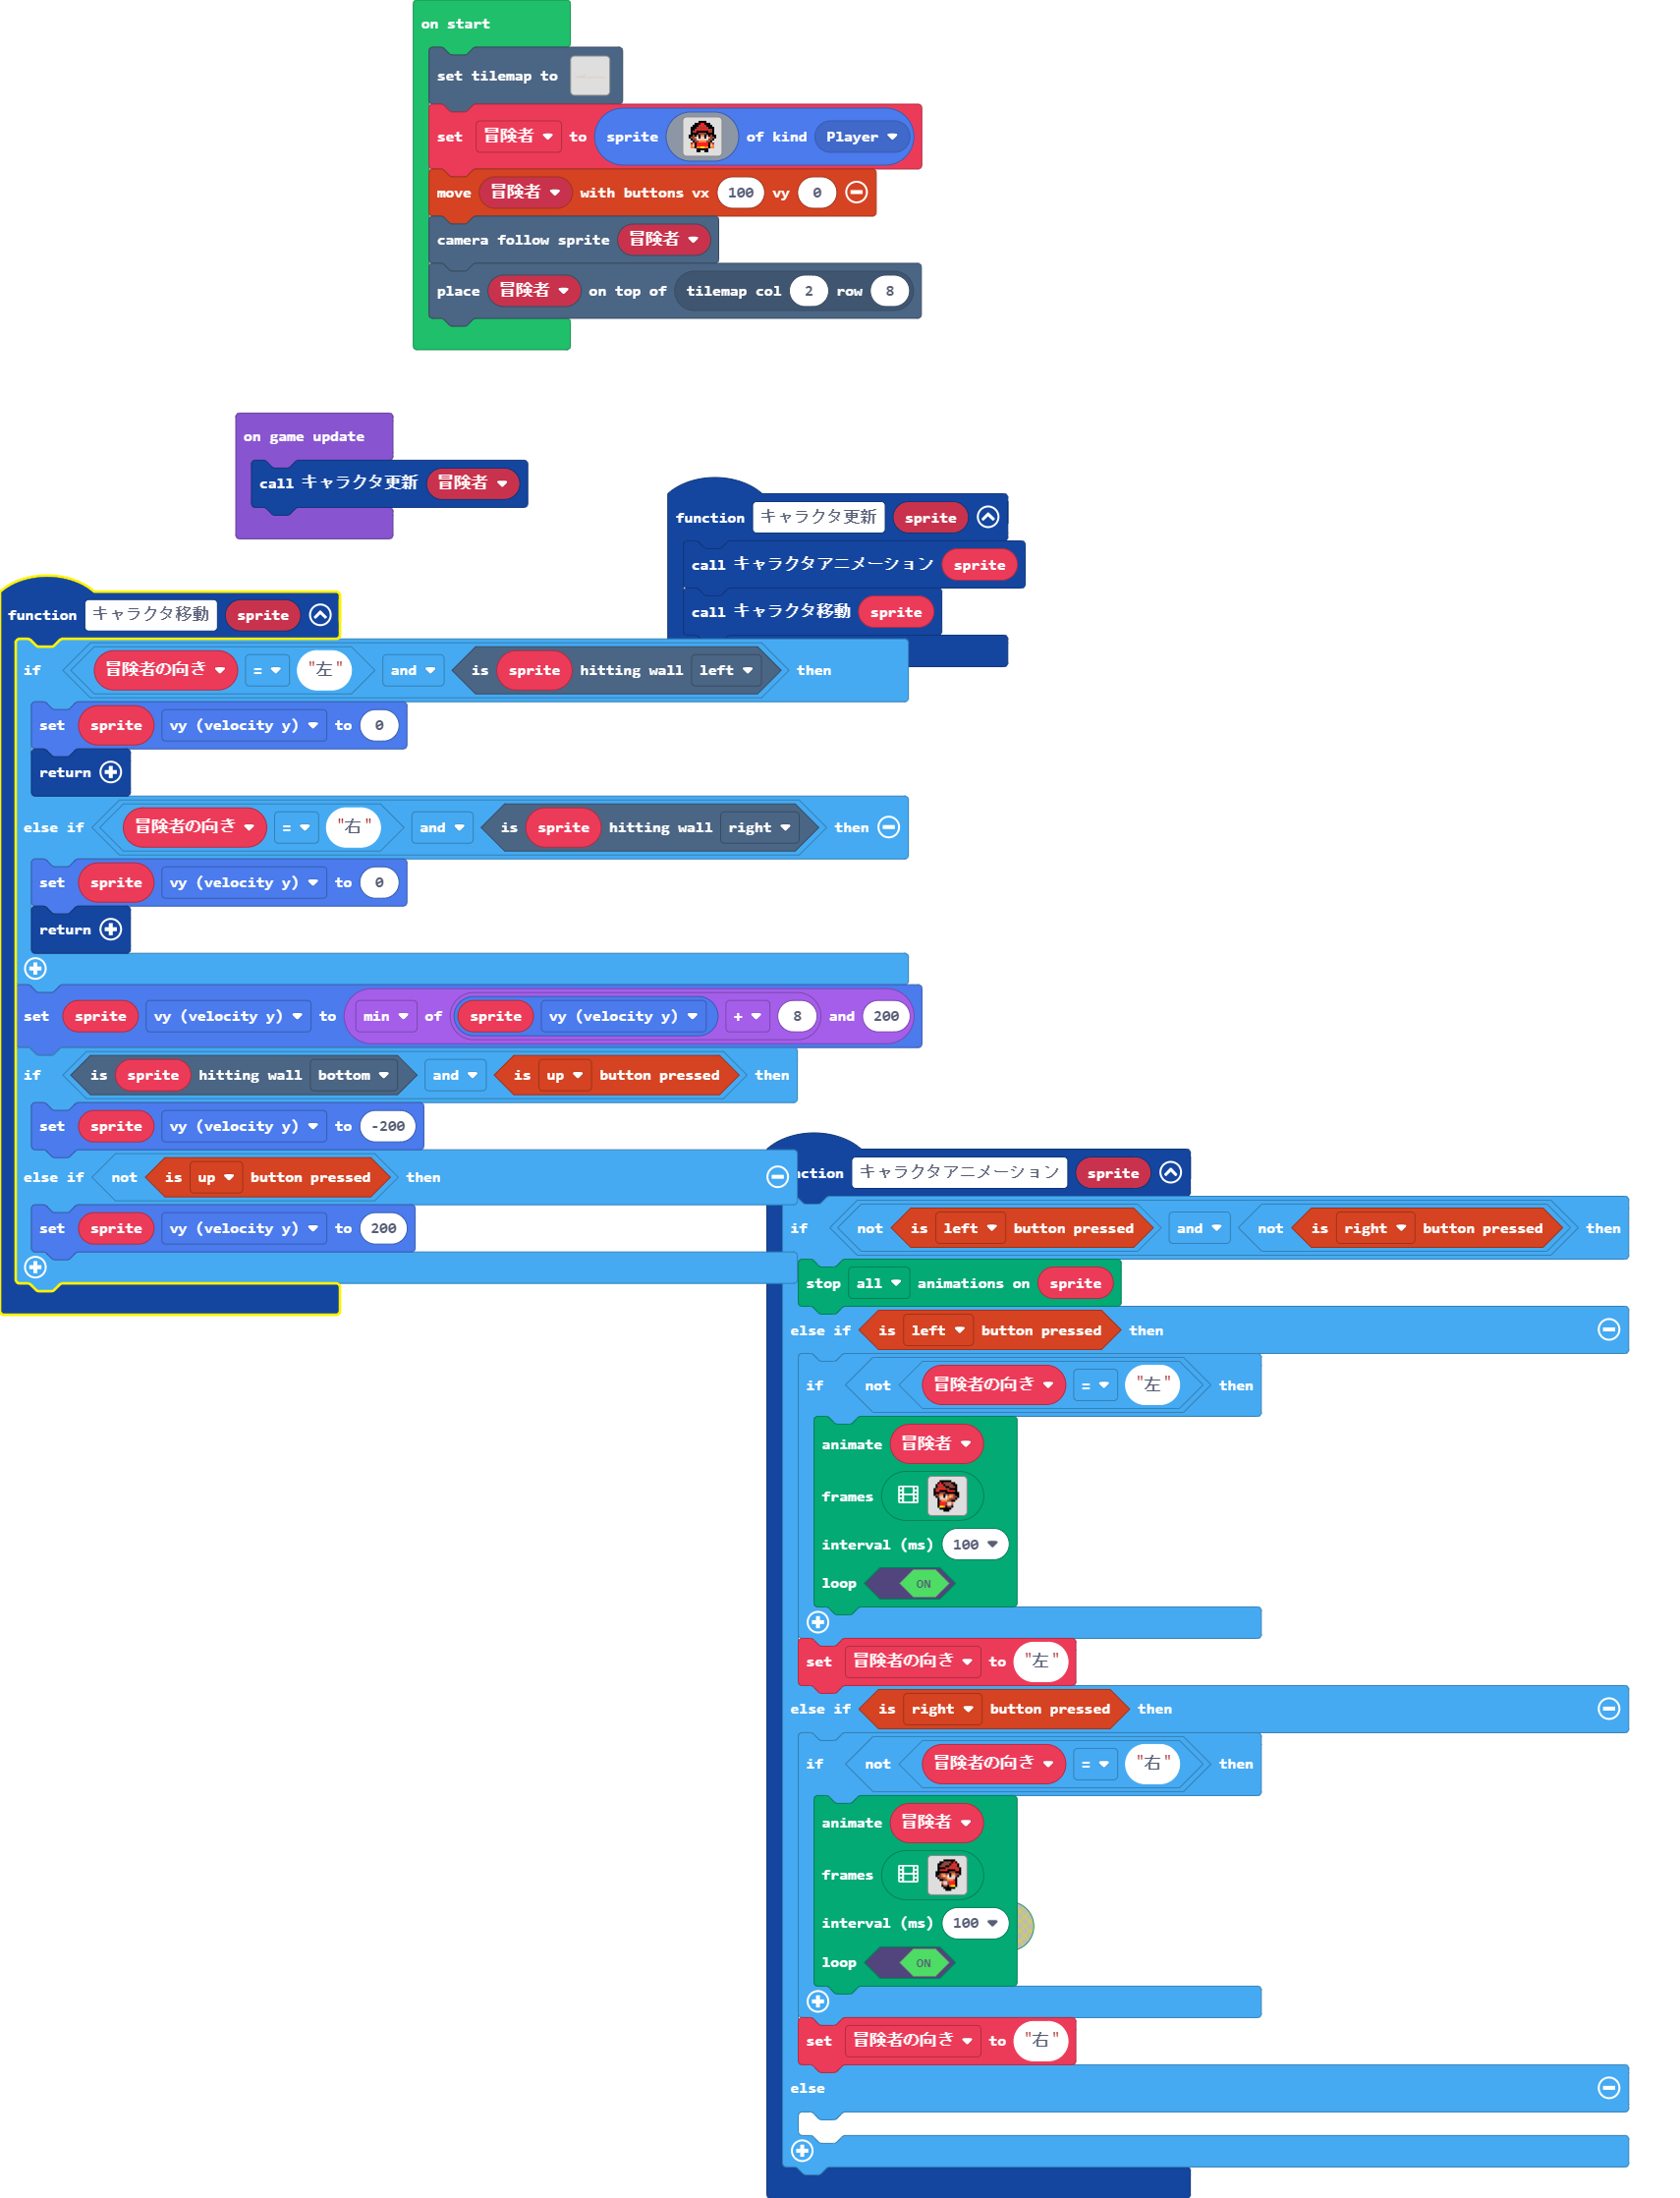 on start
set tilemap to
set 冒険者 to sprite of kind Player
move 冒険者 with buttons vx 100 vy 0
camera follow sprite 冒険者
place 冒険者 on top of tilemap col 2 row 8
on game update
call キャラクタ更新 冒険者
function キャラクタ更新 sprite
call キャラクタアニメーション sprite
call キャラクタ移動 sprite
function キャラクタ移動 sprite
if 冒険者の向き = "左" and is sprite hitting wall left then
set sprite vy (velocity y) to 0
return
else if 冒険者の向き = "右" and is sprite hitting wall right then
set sprite vy (velocity y) to 0
return
set sprite vy (velocity y) to min of sprite vy (velocity y) + 8 and 200
if is sprite hitting wall bottom and is up button pressed then
set sprite vy (velocity y) to -200
else if not is up button pressed then
set sprite vy (velocity y) to 200
nction キャラクタアニメーション sprite
if not is left button pressed and not is right button pressed then
stop all animations on sprite
else if is left button pressed then
if not 冒険者の向き = "左" then
animate 冒険者
frames
interval (ms) 100
loop ON
set 冒険者の向き to "左"
else if is right button pressed then
if not 冒険者の向き = "右" then
animate 冒険者
frames
interval (ms) 100
loop ON
set 冒険者の向き to "右"
else